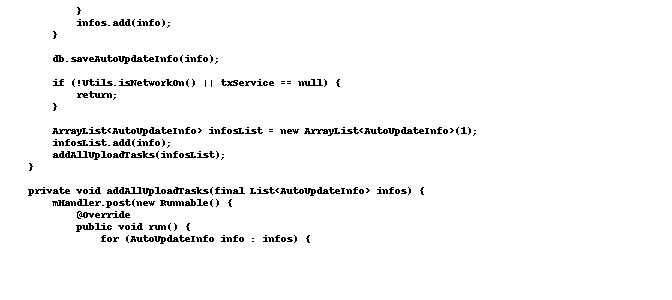 }
infos.add(info);
}
db.saveAutoUpdateInfo(info);
if (!Utils.isNetworkOn() || txService == null) {
return;
}
ArrayList<AutoUpdateInfo> infosList = new ArrayList<AutoUpdateInfo>(1);
infosList.add(info);
addAllUploadTasks(infosList);
}
private void addAllUploadTasks(final List<AutoUpdateInfo> infos) {
mHandler.post(new Runnable() {
@Override
public void run() {
for (AutoUpdateInfo info : infos) {